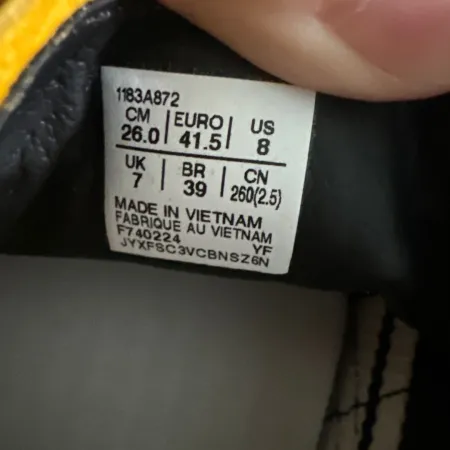 1183A872
CM 26.0 | EURO 41.5 | US 8
UK 7 | BR 39 | CN 260(2.5)
MADE IN VIETNAM
FABRIQUE AU VIETNAM
F740224 YF
JYXFSC3VCBNSZ6N